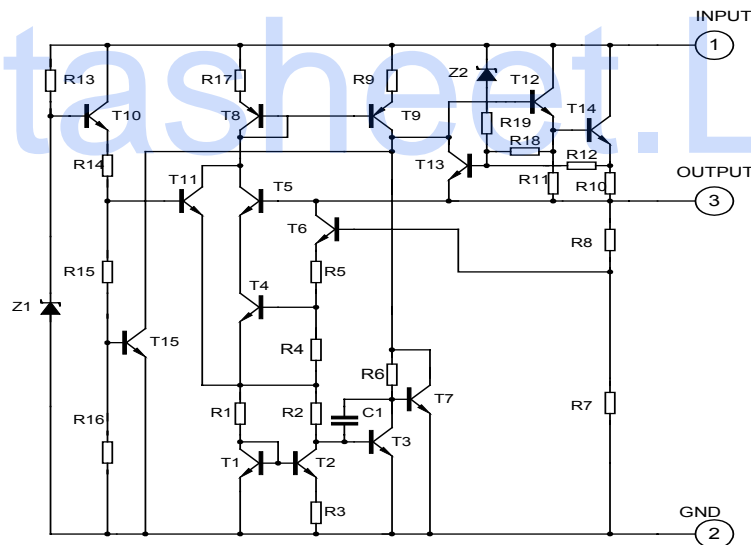 INPUT
1
tasheet.L
R13
R17
R9
Z2
T12
T10
T8
T9
T14
R19
R18
R14
T13
R12
T11
R11
R10
OUTPUT
3
T5
T6
R8
R15
R5
Z1
T4
T15
R4
R6
R7
R1
R2
C1
T7
R16
T1
T2
T3
R3
GND
2